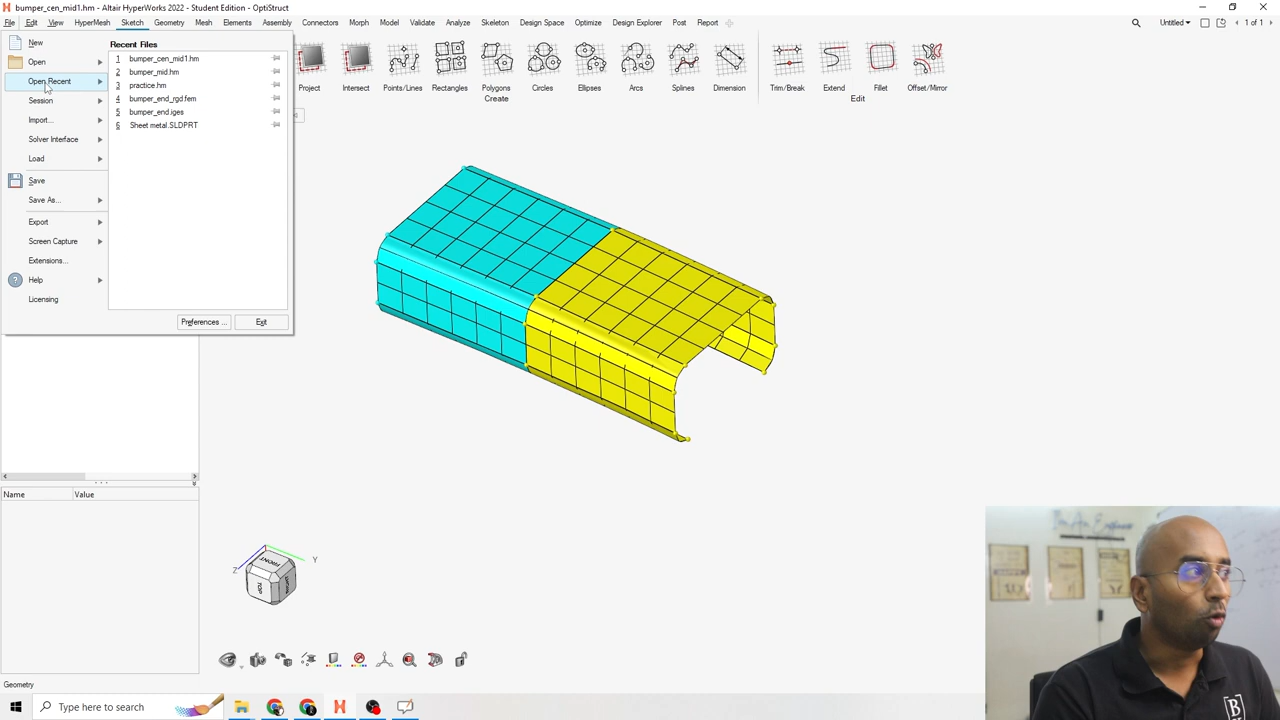 bumper_cen_mid1.hm - Altair HyperWorks 2022 - Student Edition - OptiStruct
File Edit View HyperMesh Sketch Geometry Mesh Elements Assembly Connectors Morph Model Validate Analyze Skeleton Design Space Optimize Design Explorer Post Report
Untitled 1 of 1
New
Open
Open Recent
Session
Import...
Solver Interface
Load
Save
Save As...
Export
Screen Capture
Extensions...
Help
Licensing
Recent Files
1 bumper_cen_mid1.hm
2 bumper_mid.hm
3 practice.hm
4 bumper_end_rgd.fem
5 bumper_end.iges
6 Sheet metal.SLDPRT
Preferences ... Exit
Project Intersect Points/Lines Rectangles Polygons Circles Ellipses Arcs Splines Dimension Trim/Break Extend Fillet Offset/Mirror
Create Edit
Name Value
FRONT
TOP
Y
Z
Geometry
Type here to search
[B]